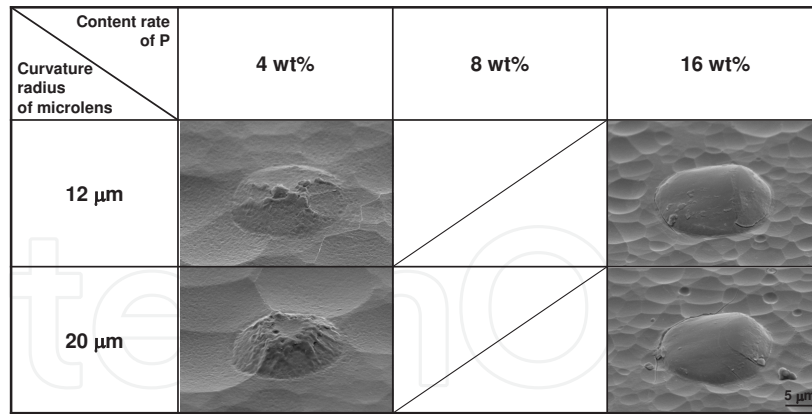 Content rate
of P
Curvature
radius
of microlens
4 wt%
8 wt%
16 wt%
12 μm
20 μm
5 μm